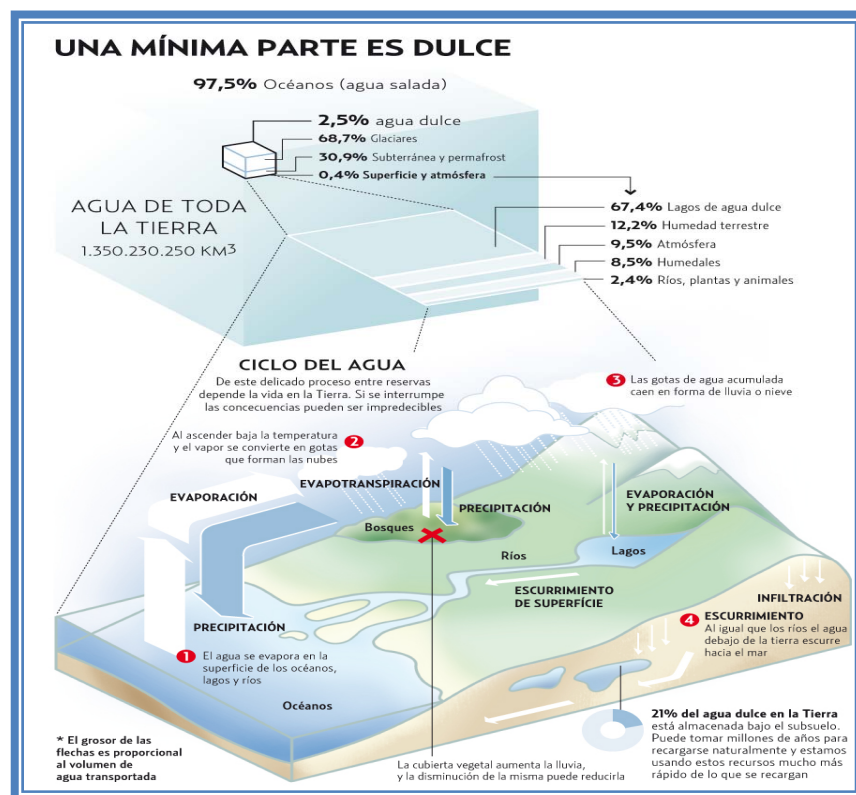 UNA MÍNIMA PARTE ES DULCE
97,5% Océanos (agua salada)
2,5% agua dulce
68,7% Glaciares
30,9% Subterránea y permafrost
0,4% Superficie y atmósfera
AGUA DE TODA
LA TIERRA
1.350.230.250 KM3
67,4% Lagos de agua dulce
12,2% Humedad terrestre
9,5% Atmósfera
8,5% Humedales
2,4% Ríos, plantas y animales
CICLO DEL AGUA
De este delicado proceso entre reservas
depende la vida en la Tierra. Si se interrumpe
las concecuencias pueden ser impredecibles
3 Las gotas de agua acumulada
caen en forma de lluvia o nieve
Al ascender baja la temperatura 2
y el vapor se convierte en gotas
que forman las nubes
EVAPORACIÓN
EVAPOTRANSPIRACIÓN
PRECIPITACIÓN
EVAPORACIÓN
Y PRECIPITACIÓN
Bosques
Ríos
Lagos
ESCURRIMIENTO
DE SUPERFÍCIE
INFILTRACIÓN
PRECIPITACIÓN
1 El agua se evapora en la
superficie de los océanos,
lagos y ríos
4 ESCURRIMIENTO
Al igual que los ríos el agua
debajo de la tierra escurre
hacia el mar
Océanos
* El grosor de las
flechas es proporcional
al volumen de
agua transportada
La cubierta vegetal aumenta la lluvia,
y la disminución de la misma puede reducirla
21% del agua dulce en la Tierra
está almacenada bajo el subsuelo.
Puede tomar millones de años para
recargarse naturalmente y estamos
usando estos recursos mucho más
rápido de lo que se recargan